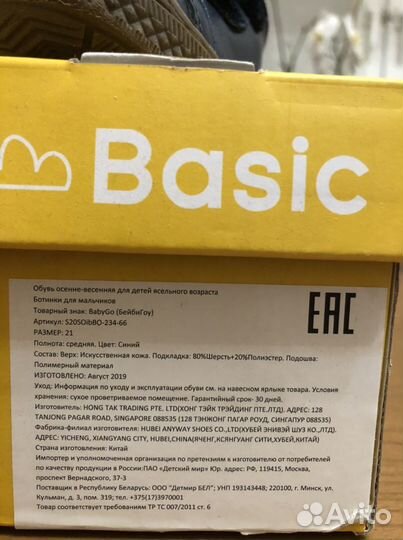 Basic
Обувь осенне-весенняя для детей ясельного возраста
Ботинки для мальчиков
Товарный знак: BabyGo (БейбиГоу)
Артикул: S20SOibBO-234-66
РАЗМЕР: 21
Полнота: средняя. Цвет: Синий
Состав: Верх: Искусственная кожа. Подкладка: 80%Шерсть+20%Полиэстер. Подошва:
Полимерный материал
ИЗГОТОВЛЕНО: Август 2019
Уход: Информация по уходу и эксплуатации обуви см. на навесном ярлыке товара. Условия
хранения: сухое проветриваемое помещение. Гарантийный срок- 30 дней.
Изготовитель: HONG TAK TRADING PTE. LTD(ХОНГ ТЭЙК ТРЭЙДИНГ ПТЕ.ЛТД). АДРЕС: 128
TANJONG PAGAR ROAD, SINGAPORE 088535 (128 ТЭНЖОНГ ПАГАР РОУД, СИНГАПУР 088535)
Фабрика-филиал изготовителя: HUBEI ANYWAY SHOES CO.,LTD(ХУБЕЙ ЭНИВЭЙ ШУЗ КО.,ЛТД).
АДРЕС: YICHENG, XIANGYANG CITY, HUBEI,CHINA(ЯЧЕНГ,КСЯНГУАНГ СИТИ,ХУБЕЙ,КИТАЙ)
Страна изготовления: Китай
Импортер и уполномоченная организация по претензиям к изготовителю от потребителей
по качеству продукции в России:ПАО «Детский мир» Юр. адрес РФ, 119415, Москва,
проспект Вернадского, 37-3
Поставщик в Республику Беларусь: ООО "Детмир БЕЛ"; УНП 193143448; 220100, г. Минск, ул.
Кульман, д. 3, пом. 319; тел. +375(17)3970001
Товар соответствует требованиям ТР ТС 007/2011 ст. 6
EAC
Avito